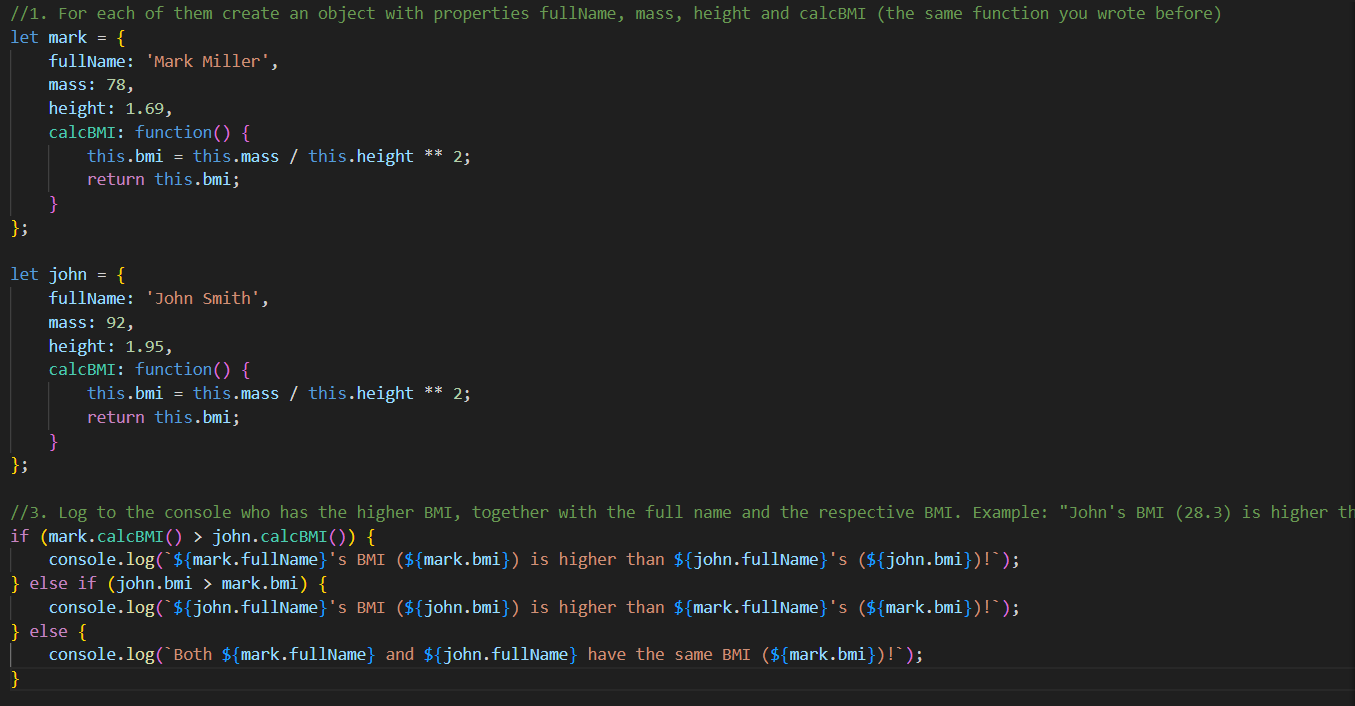 //1. For each of them create an object with properties fullName, mass, height and calcBMI (the same function you wrote before)
let mark = {
    fullName: 'Mark Miller',
    mass: 78,
    height: 1.69,
    calcBMI: function() {
        this.bmi = this.mass / this.height ** 2;
        return this.bmi;
    }
};

let john = {
    fullName: 'John Smith',
    mass: 92,
    height: 1.95,
    calcBMI: function() {
        this.bmi = this.mass / this.height ** 2;
        return this.bmi;
    }
};

//3. Log to the console who has the higher BMI, together with the full name and the respective BMI. Example: "John's BMI (28.3) is higher th
if (mark.calcBMI() > john.calcBMI()) {
    console.log(`${mark.fullName}'s BMI (${mark.bmi}) is higher than ${john.fullName}'s (${john.bmi})!`);
} else if (john.bmi > mark.bmi) {
    console.log(`${john.fullName}'s BMI (${john.bmi}) is higher than ${mark.fullName}'s (${mark.bmi})!`);
} else {
    console.log(`Both ${mark.fullName} and ${john.fullName} have the same BMI (${mark.bmi})!`);
}